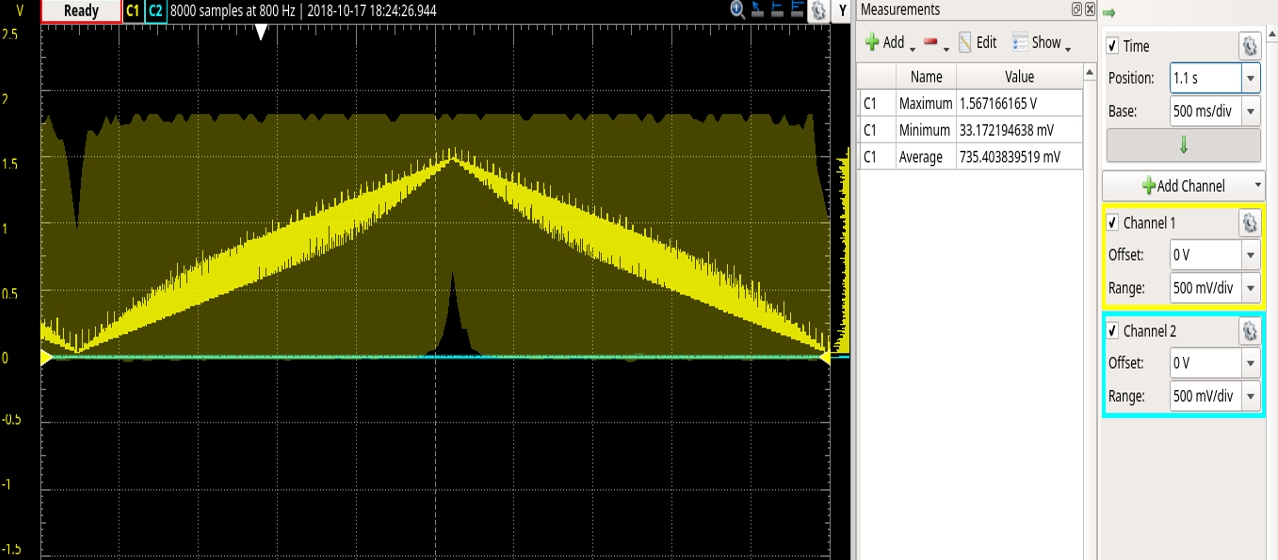 V Ready C1 C2 8000 samples at 800 Hz | 2018-10-17 18:24:26.944 Y
2.5
2
1.5
1
0.5
0
-0.5
-1
-1.5
Measurements
Add Edit Show
Name Value
C1 Maximum 1.567166165 V
C1 Minimum 33.172194638 mV
C1 Average 735.403839519 mV
Time
Position: 1.1 s
Base: 500 ms/div
Add Channel
Channel 1
Offset: 0 V
Range: 500 mV/div
Channel 2
Offset: 0 V
Range: 500 mV/div